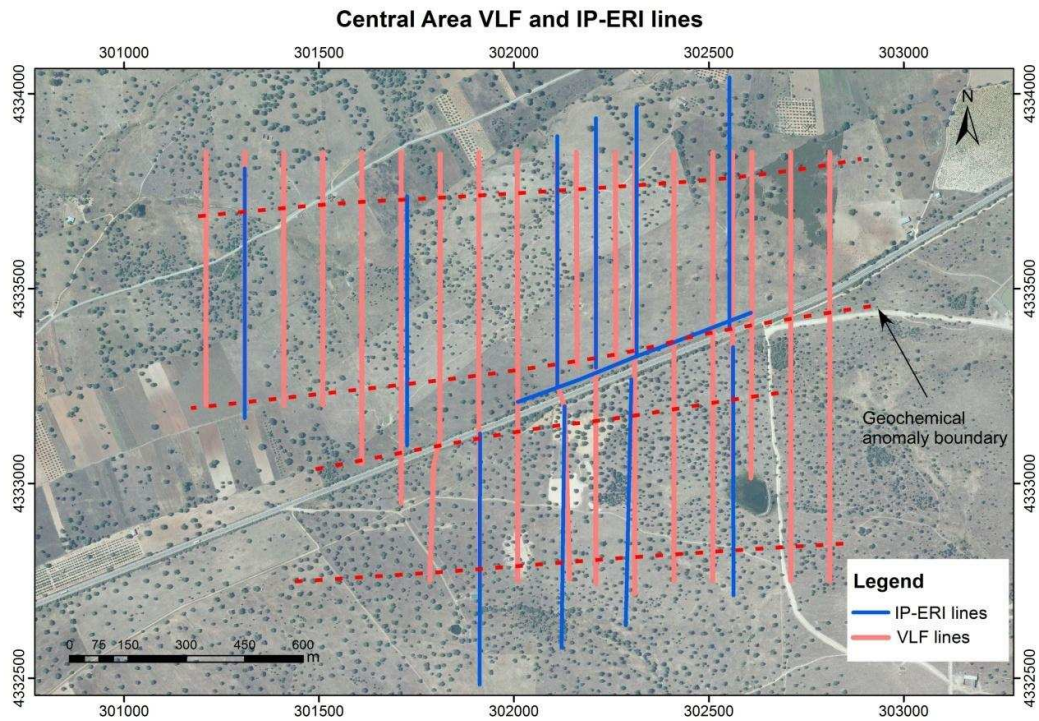 Central Area VLF and IP-ERI lines
301000 301500 302000 302500 303000
4334000 4334000
N
4333500 4333500
Geochemical
anomaly boundary
4333000 4333000
Legend
IP-ERI lines
VLF lines
0 75 150 300 450 600
m
4332500 4332500
301000 301500 302000 302500 303000